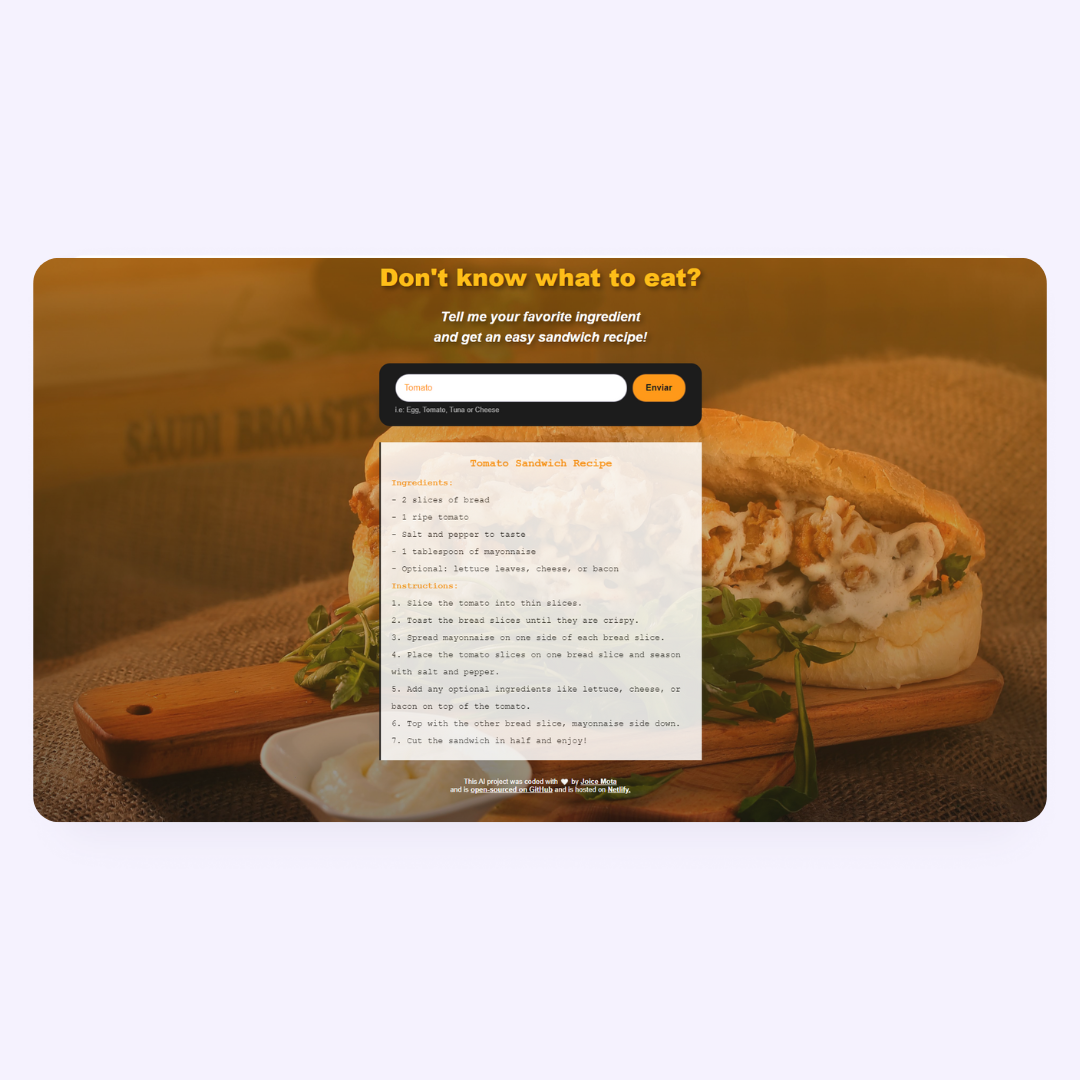 Don't know what to eat?
Tell me your favorite ingredient
and get an easy sandwich recipe!
Tomato
Enviar
i.e: Egg, Tomato, Tuna or Cheese
SAUDI BROASTE
Tomato Sandwich Recipe
Ingredients:
- 2 slices of bread
- 1 ripe tomato
- Salt and pepper to taste
- 1 tablespoon of mayonnaise
- Optional: lettuce leaves, cheese, or bacon
Instructions:
1. Slice the tomato into thin slices.
2. Toast the bread slices until they are crispy.
3. Spread mayonnaise on one side of each bread slice.
4. Place the tomato slices on one bread slice and season
with salt and pepper.
5. Add any optional ingredients like lettuce, cheese, or
bacon on top of the tomato.
6. Top with the other bread slice, mayonnaise side down.
7. Cut the sandwich in half and enjoy!
This AI project was coded with 🤍 by Joice Mota
and is open-sourced on GitHub and is hosted on Netlify.